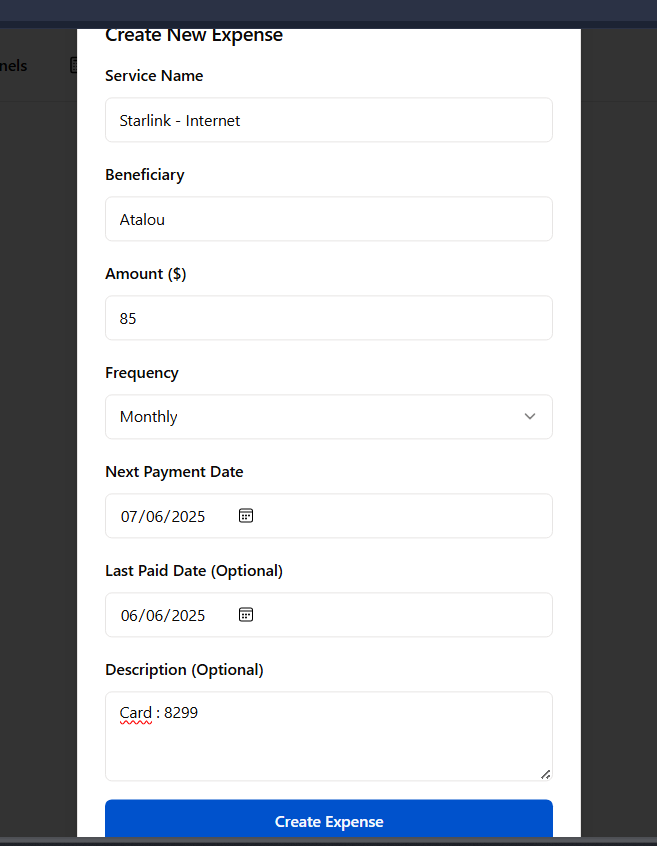 Create New Expense
nels
Service Name
Starlink - Internet
Beneficiary
Atalou
Amount ($)
85
Frequency
Monthly
Next Payment Date
07/06/2025
Last Paid Date (Optional)
06/06/2025
Description (Optional)
Card : 8299
Create Expense